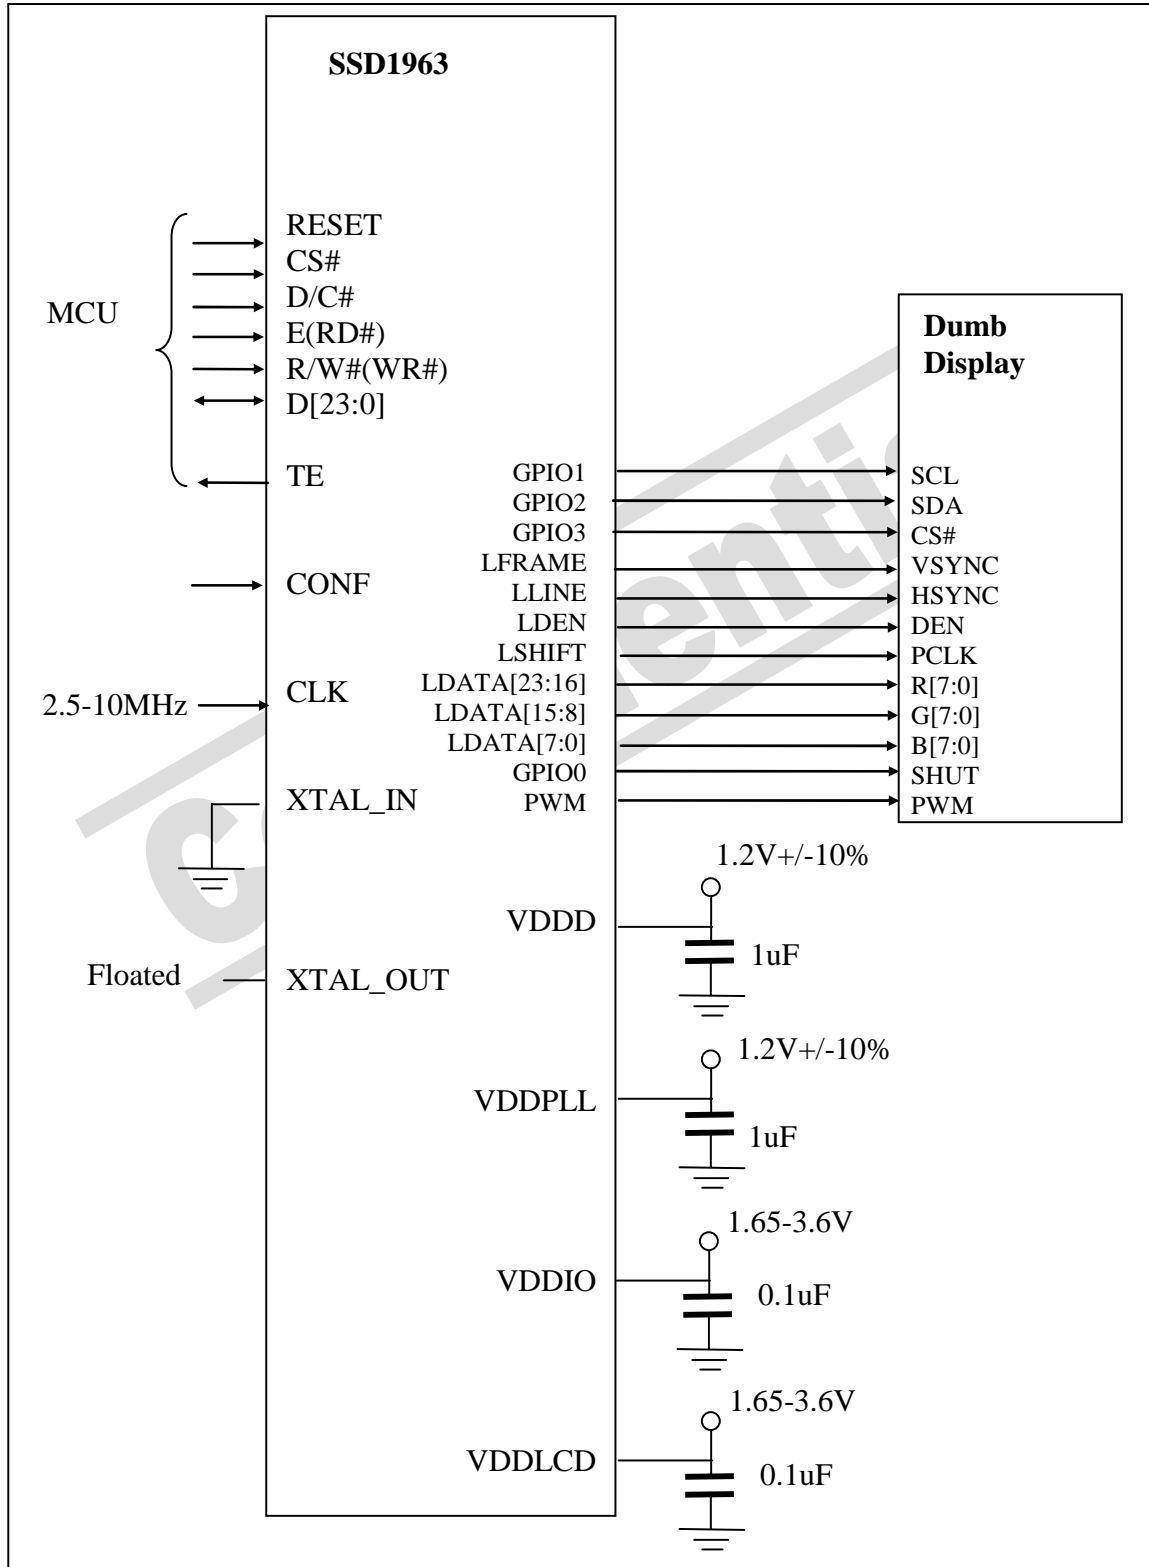 SSD1963
MCU
RESET
CS#
D/C#
E(RD#)
R/W#(WR#)
D[23:0]
TE
CONF
2.5-10MHz
CLK
XTAL_IN
Floated
XTAL_OUT
GPIO1
GPIO2
GPIO3
LFRAME
LLINE
LDEN
LSHIFT
LDATA[23:16]
LDATA[15:8]
LDATA[7:0]
GPIO0
PWM
Dumb
Display
SCL
SDA
CS#
VSYNC
HSYNC
DEN
PCLK
R[7:0]
G[7:0]
B[7:0]
SHUT
PWM
1.2V+/-10%
VDDD
1uF
1.2V+/-10%
VDDPLL
1uF
1.65-3.6V
VDDIO
0.1uF
1.65-3.6V
VDDLCD
0.1uF